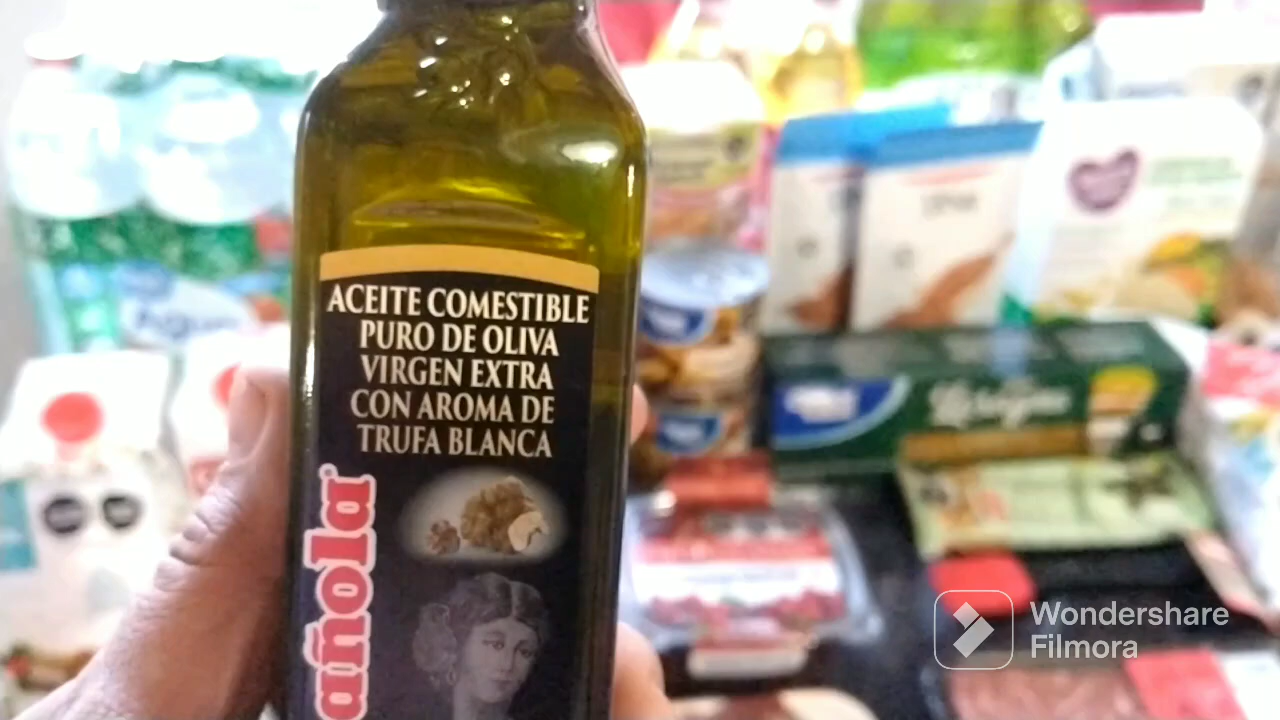 ACEITE COMESTIBLE
PURO DE OLIVA
VIRGEN EXTRA
CON AROMA DE
TRUFA BLANCA
añola
Wondershare
Filmora